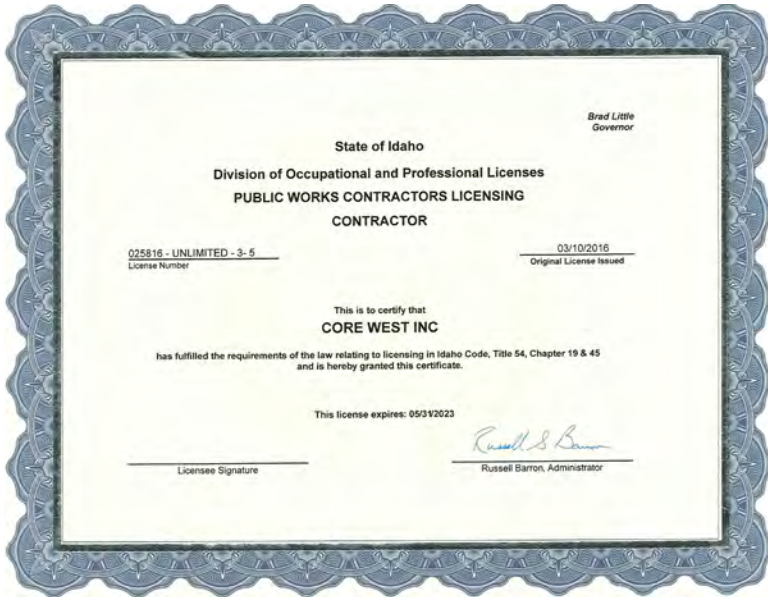 Brad Little
Governor
State of Idaho
Division of Occupational and Professional Licenses
PUBLIC WORKS CONTRACTORS LICENSING
CONTRACTOR
025816 - UNLIMITED - 3- 5
License Number
03/10/2016
Original License Issued
This is to certify that
CORE WEST INC
has fulfilled the requirements of the law relating to licensing in Idaho Code, Title 54, Chapter 19 & 45
and is hereby granted this certificate.
This license expires: 05/31/2023
Russell S Barron
Licensee Signature
Russell Barron, Administrator